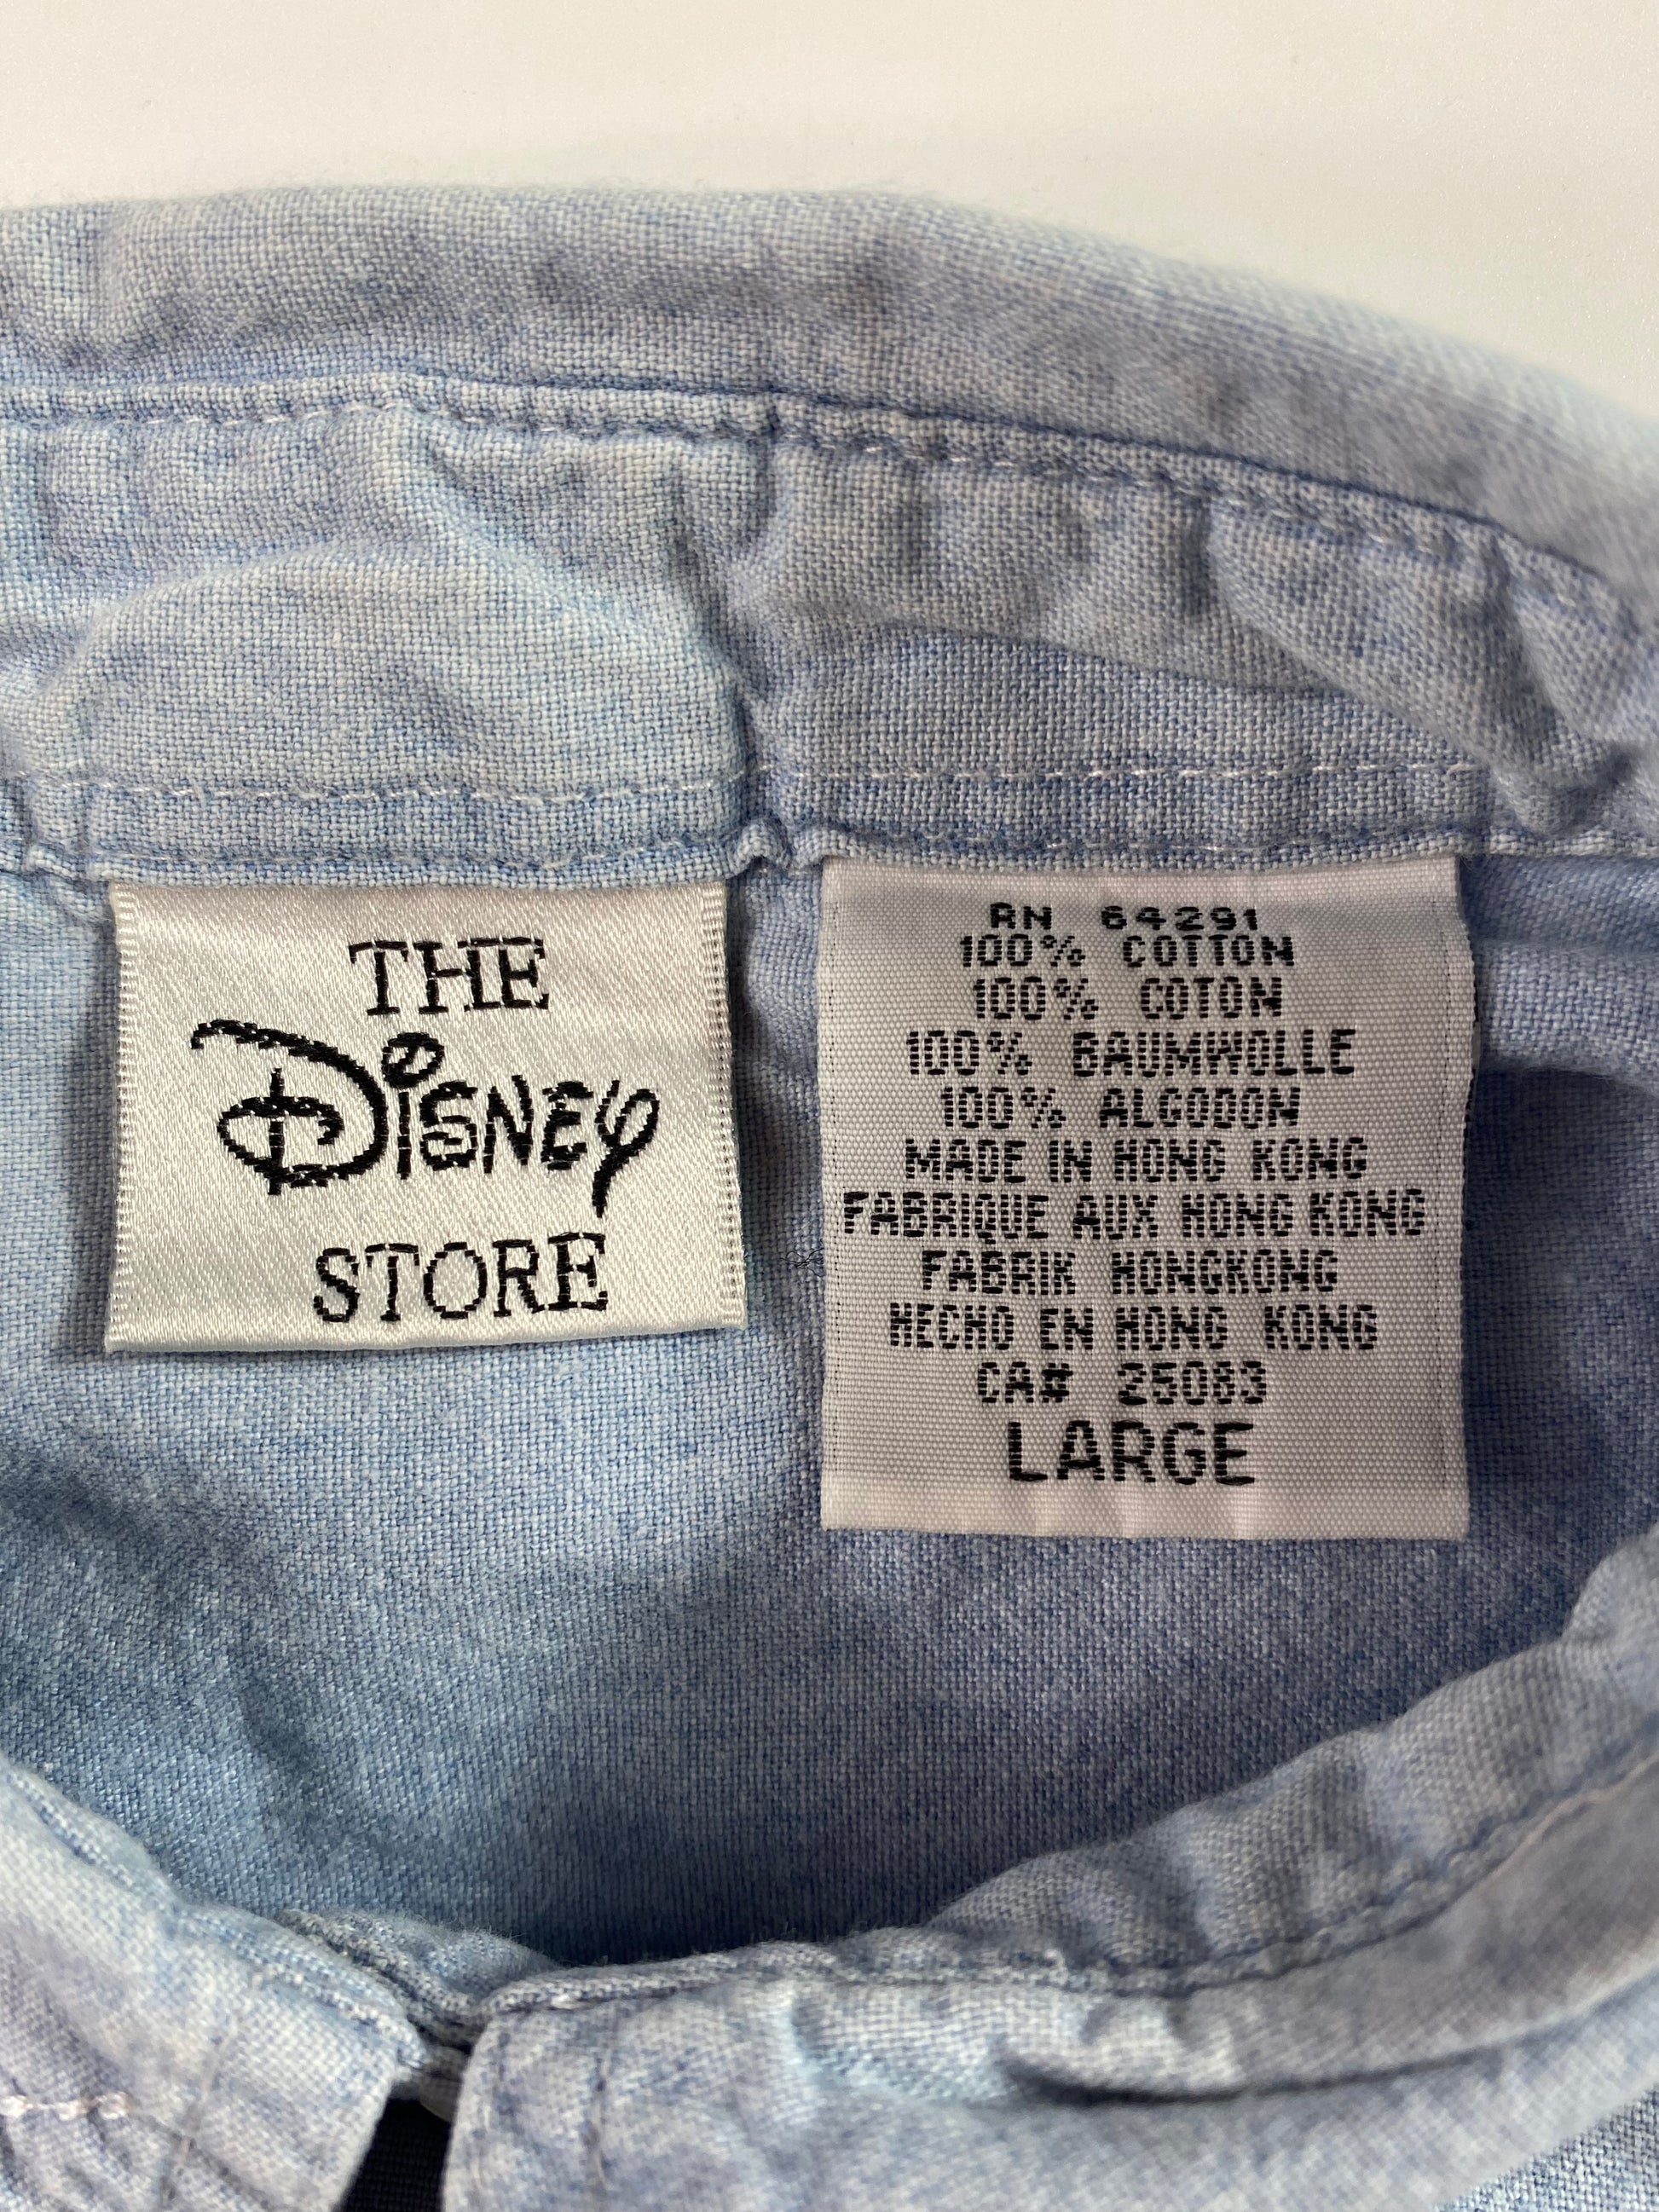 THE
DISNEY
STORE
RN 64291
100% COTTON
100% COTON
100% BAUMWOLLE
100% ALGODON
MADE IN HONG KONG
FABRIQUE AUX HONG KONG
FABRIK HONGKONG
HECHO EN HONG KONG
CA# 25083
LARGE